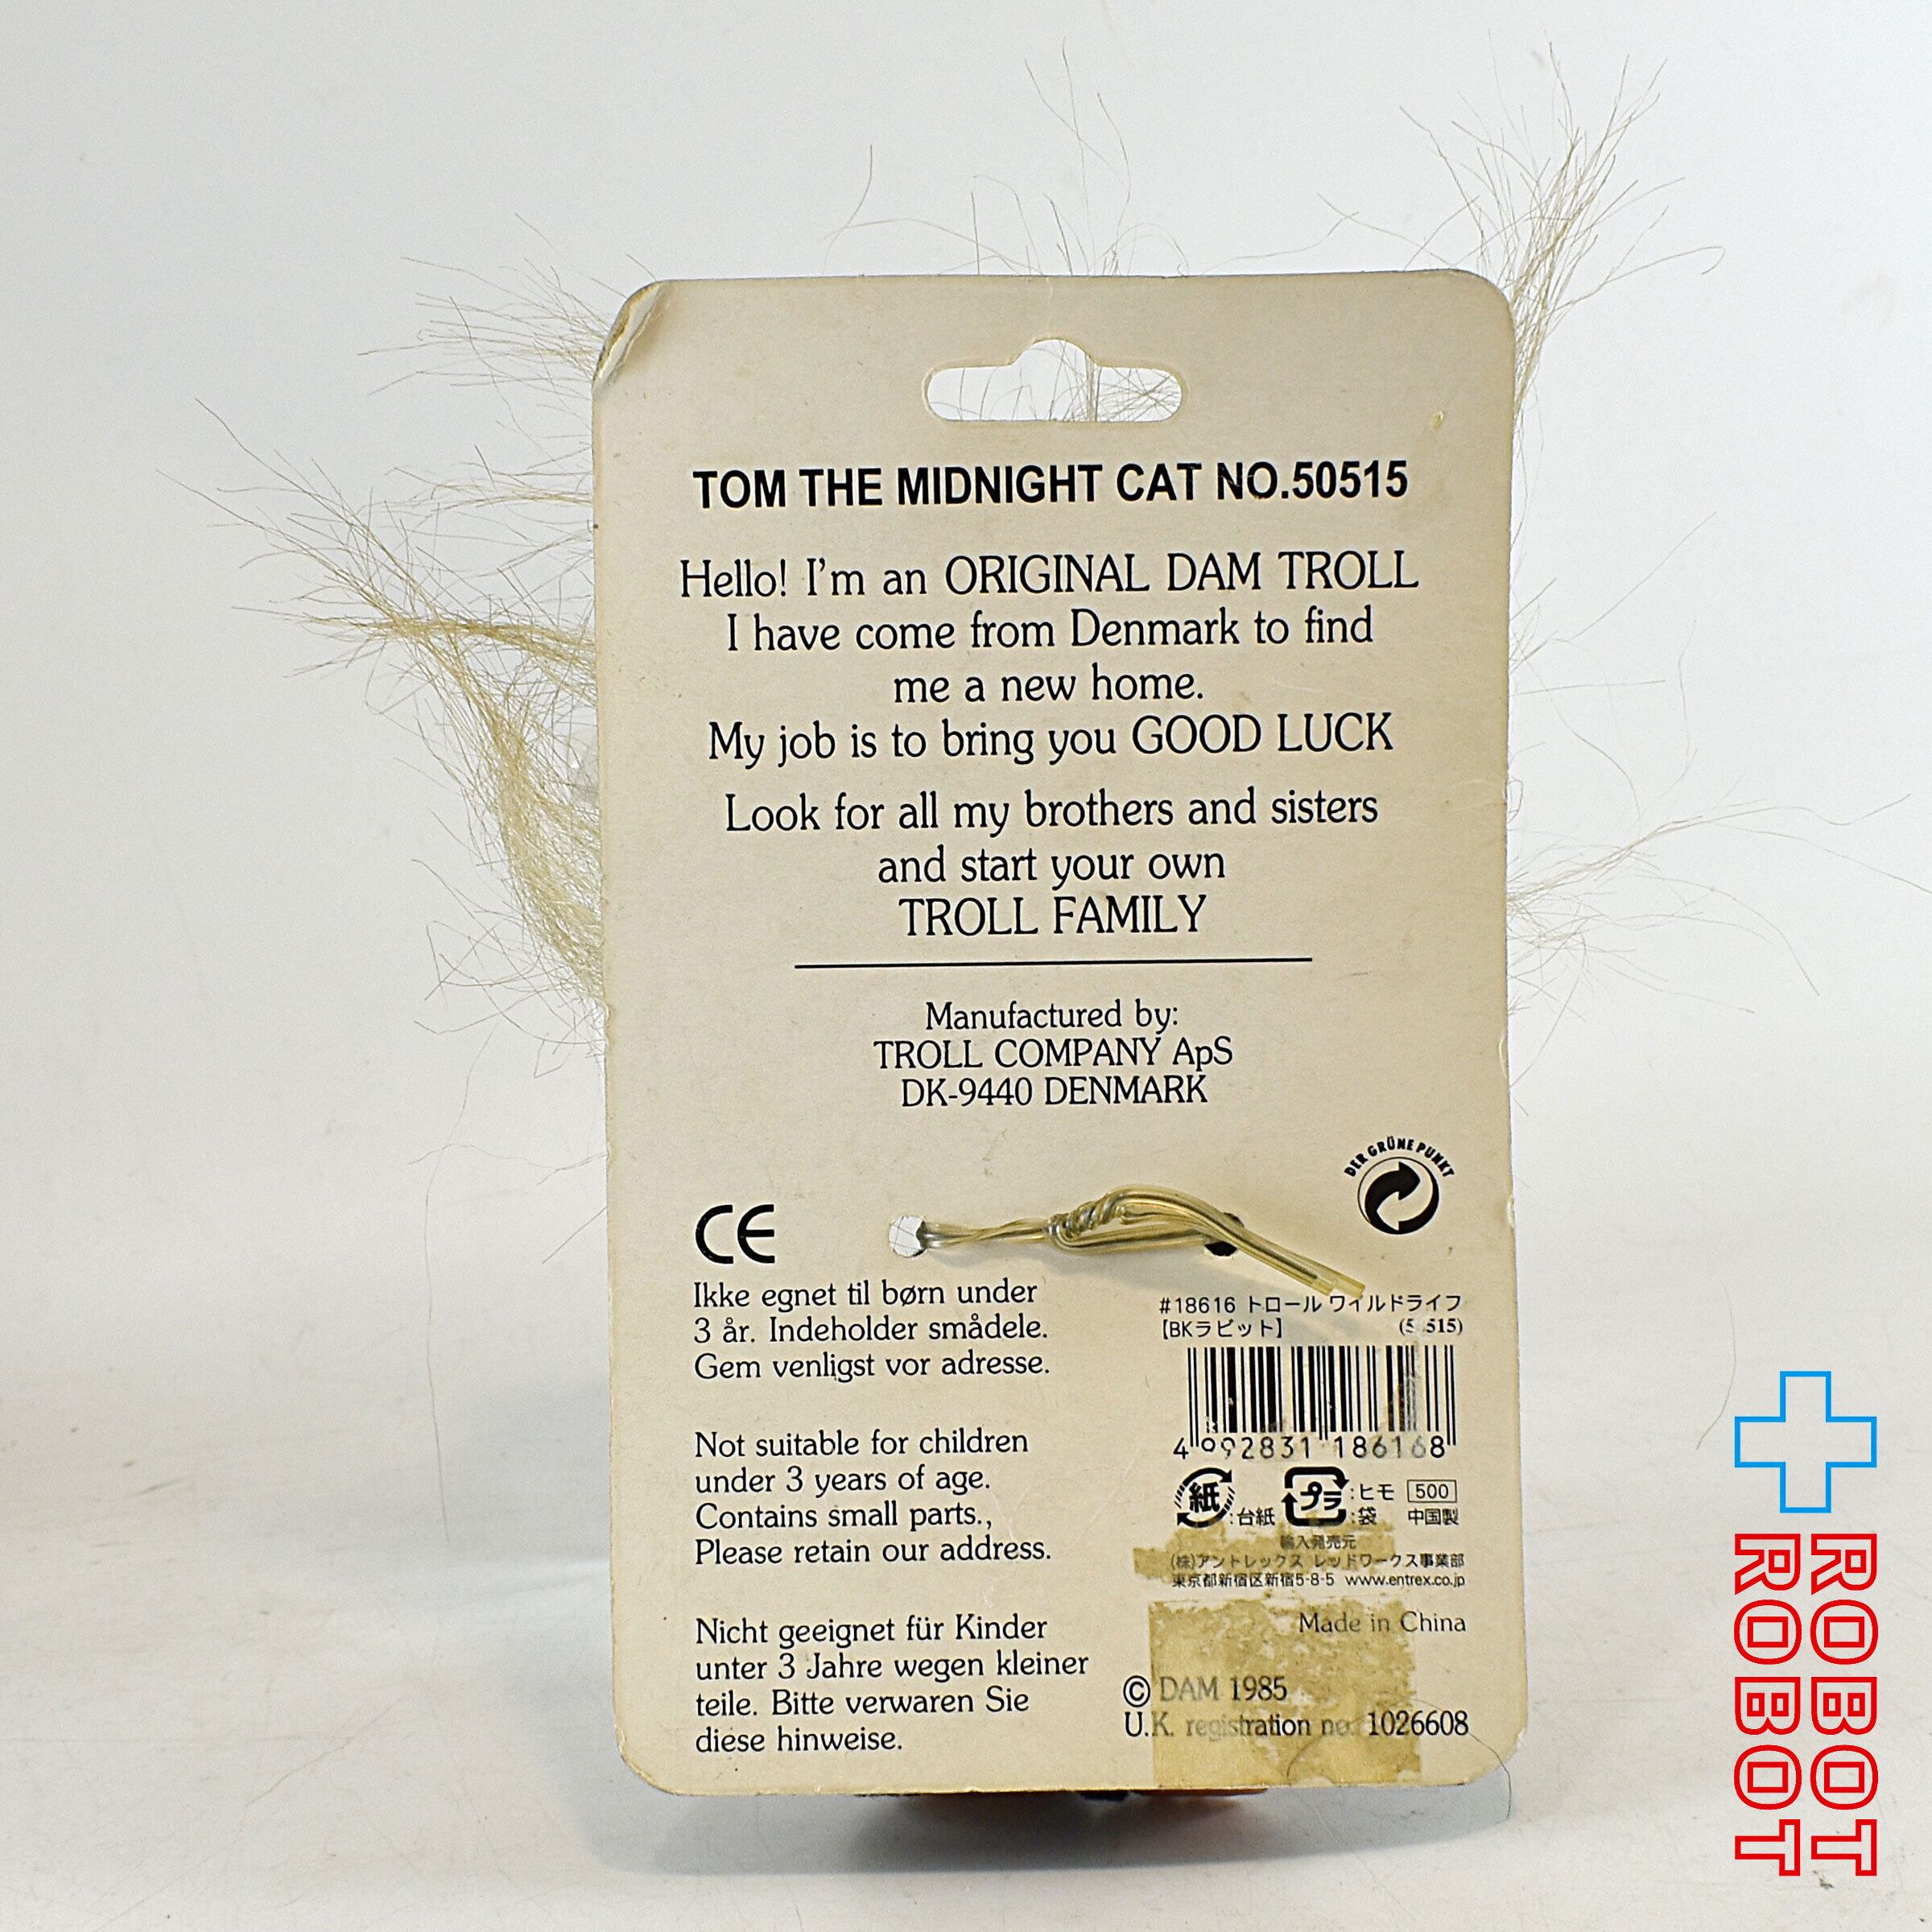 TOM THE MIDNIGHT CAT NO.50515
Hello! I'm an ORIGINAL DAM TROLL
I have come from Denmark to find
me a new home.
My job is to bring you GOOD LUCK
Look for all my brothers and sisters
and start your own
TROLL FAMILY
Manufactured by:
TROLL COMPANY ApS
DK-9440 DENMARK
DER GRÜNE PUNKT
CE
Ikke egnet til børn under
3 år. Indeholder smådele.
Gem venligst vor adresse.
Not suitable for children
under 3 years of age.
Contains small parts.,
Please retain our address.
Nicht geeignet für Kinder
unter 3 Jahre wegen kleiner
teile. Bitte verwaren Sie
diese hinweise.
#18616 トロール ワイルドライフ
【BKラビット】
4 992831 186168
紙 :台紙 プラ :ヒモ 500
:袋 中国製
輸入発売元
(株)アントレックス レッドワークス事業部
東京都新宿区新宿5-8-5 www.entrex.co.jp
Made in China
© DAM 1985
U.K. registration no. 1026608
ROBOT
ROBOT